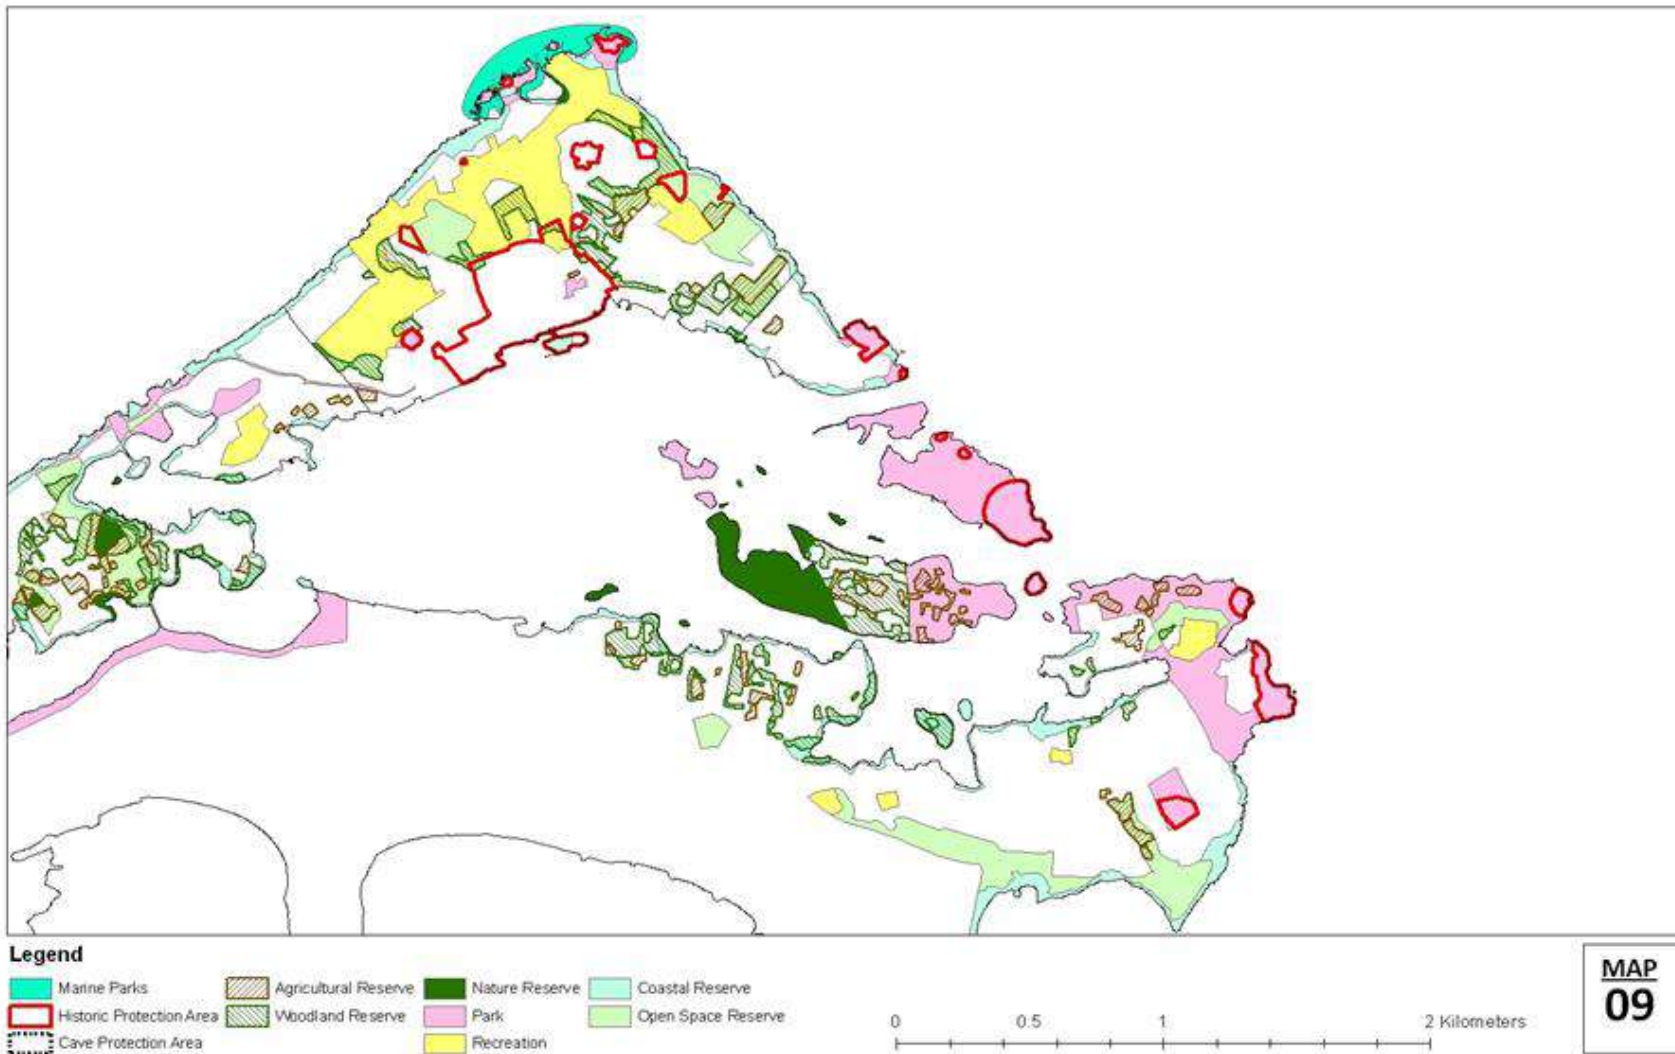 Legend
Marine Parks
Agricultural Reserve
Nature Reserve
Coastal Reserve
Historic Protection Area
Woodland Reserve
Park
Open Space Reserve
Cave Protection Area
Recreation
0 0.5 1 2 Kilometers
MAP
09